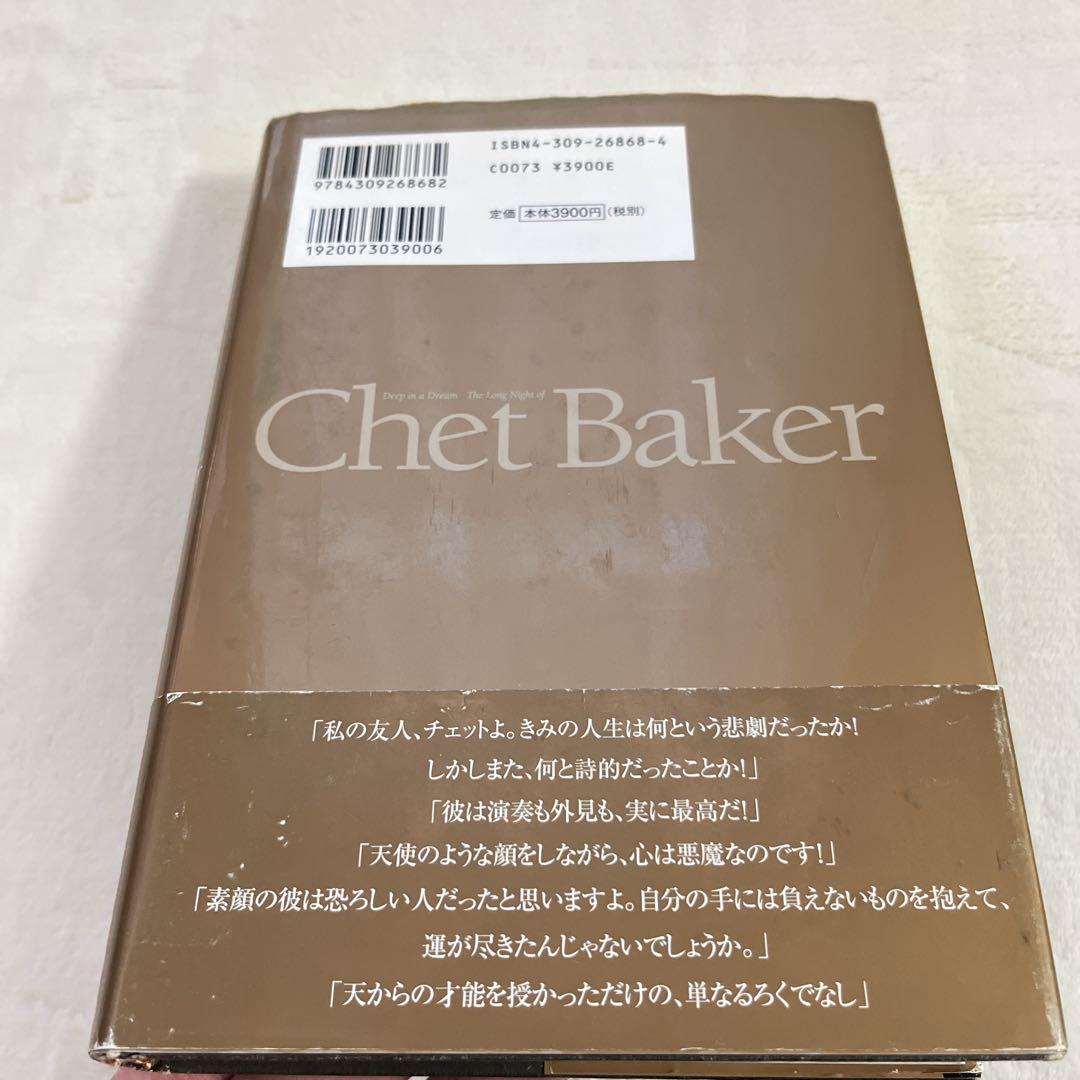 ISBN4-309-26868-4
9784309268682
C0073 ¥3900E
定価 本体3900円(税別)
1920073039006
Deep in a Dream The Long Night of
Chet Baker
「私の友人、チェットよ。きみの人生は何という悲劇だったか!
しかしまた、何と詩的だったことか!」
「彼は演奏も外見も、実に最高だ!」
「天使のような顔をしながら、心は悪魔なのです!」
「素顔の彼は恐ろしい人だったと思いますよ。自分の手には負えないものを抱えて、
運が尽きたんじゃないでしょうか。」
「天からの才能を授かっただけの、単なるろくでなし」